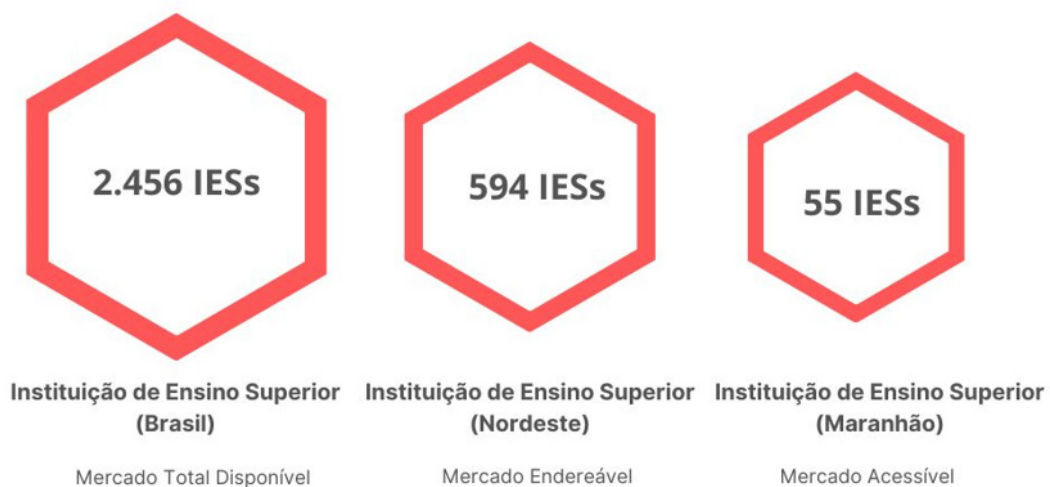 2.456 IESs
594 IESs
55 IESs
Instituição de Ensino Superior
(Brasil)
Instituição de Ensino Superior
(Nordeste)
Instituição de Ensino Superior
(Maranhão)
Mercado Total Disponível
Mercado Endereável
Mercado Acessível